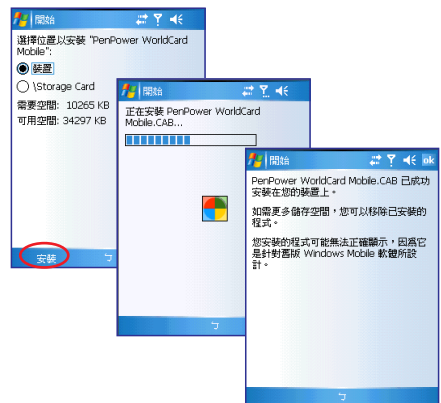 開始
選擇位置以安裝 "PenPower WorldCard
Mobile":
裝置
\Storage Card
需要空間: 10265 KB
可用空間: 34297 KB
安裝
ㄅ
開始
正在安裝 PenPower WorldCard
Mobile.CAB...
ㄅ
開始
ok
PenPower WorldCard Mobile.CAB 已成功
安裝在您的裝置上。
如需更多儲存空間，您可以移除已安裝的
程式。
您安裝的程式可能無法正確顯示，因為它
是針對舊版 Windows Mobile 軟體所設
計。
ㄅ